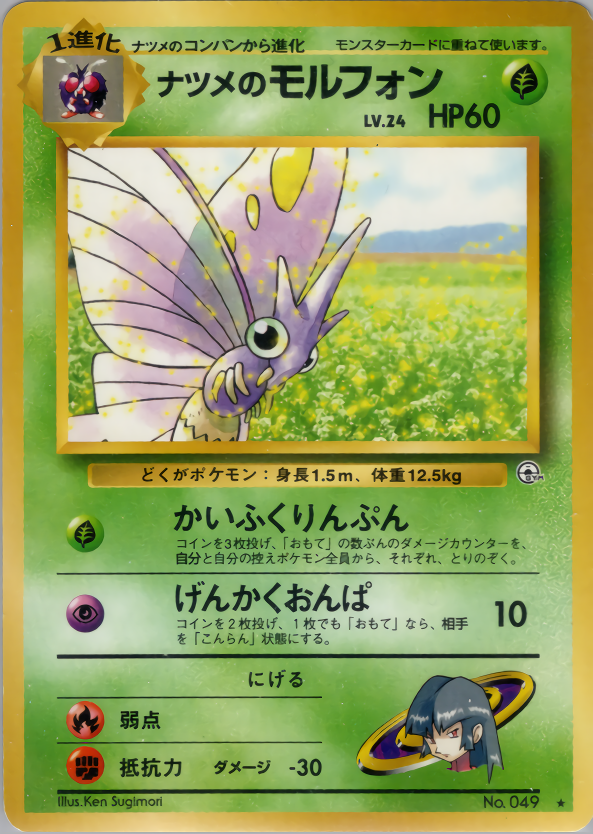 1進化 ナツメのコンパンから進化 モンスターカードに重ねて使います。
ナツメのモルフォン
LV.24 HP60
どくがポケモン：身長1.5m、体重12.5kg
GYM
かいふくりんぷん
コインを3枚投げ、「おもて」の数ぶんのダメージカウンターを、
自分と自分の控えポケモン全員から、それぞれ、とりのぞく。
げんかくおんぱ 10
コインを2枚投げ、1枚でも「おもて」なら、相手
を「こんらん」状態にする。
にげる
弱点
抵抗力 ダメージ -30
Illus.Ken Sugimori No.049 ★